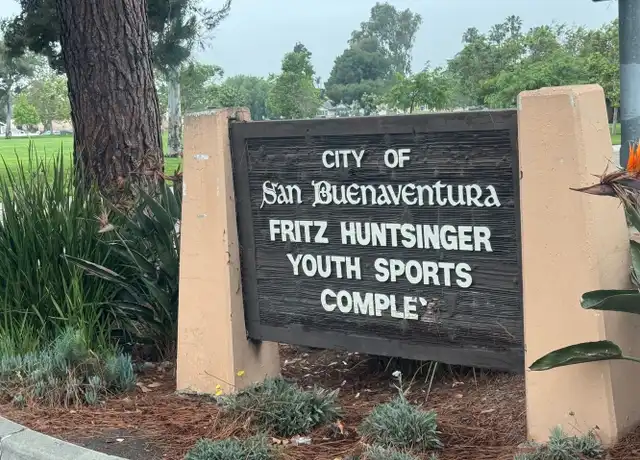 CITY OF
San Buenaventura
FRITZ HUNTSINGER
YOUTH SPORTS
COMPLEX